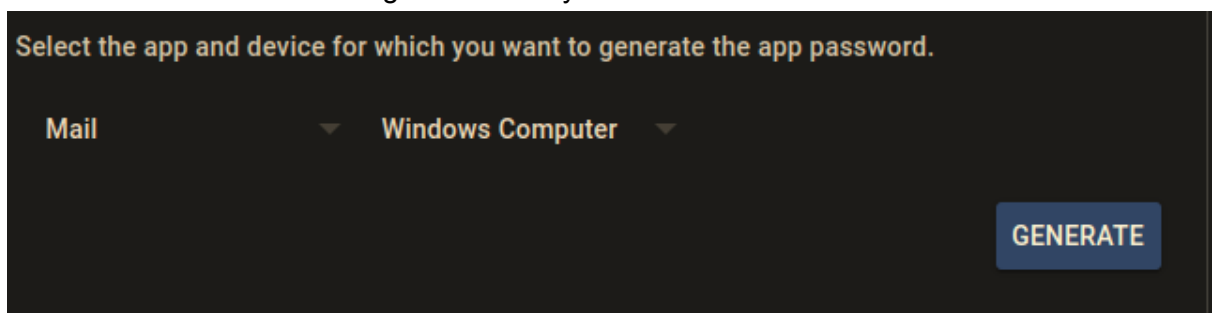 Select the app and device for which you want to generate the app password.
Mail Windows Computer
GENERATE